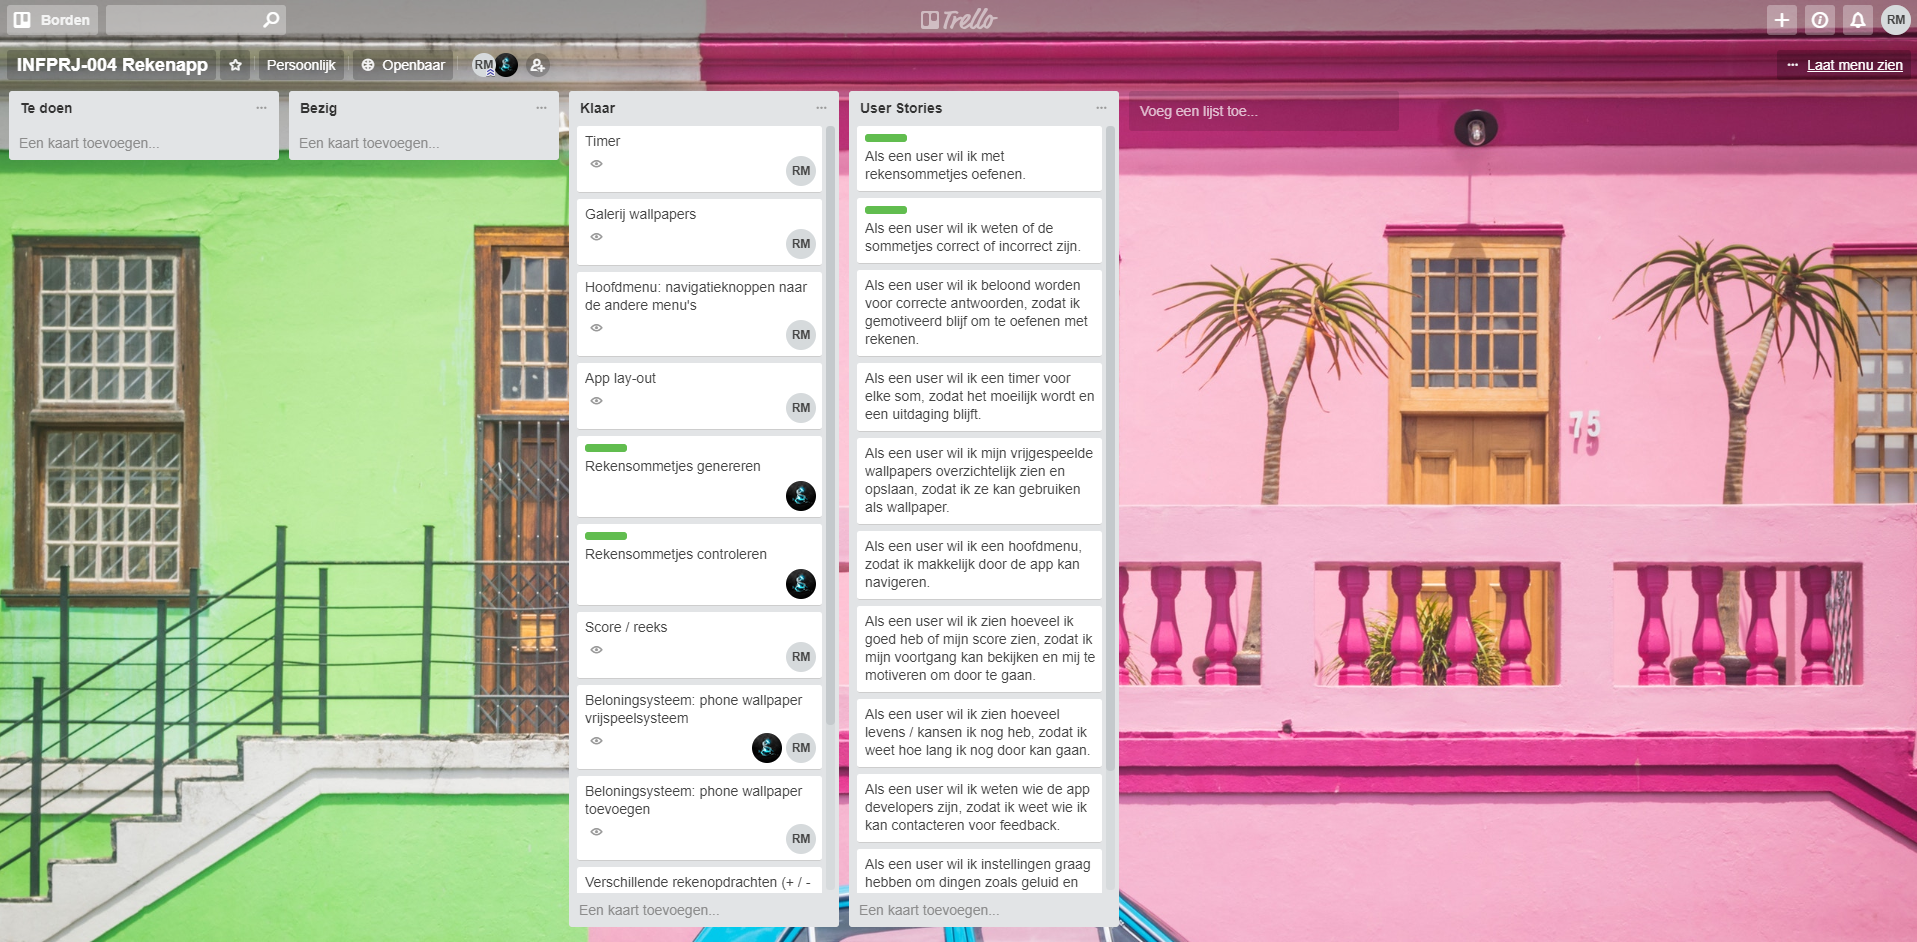 Borden
Trello
RM
INFPRJ-004 Rekenapp
Persoonlijk
Openbaar
RM
Laat menu zien
Te doen
Een kaart toevoegen...
Bezig
Een kaart toevoegen...
Klaar
Timer
RM
Galerij wallpapers
RM
Hoofdmenu: navigatieknoppen naar
de andere menu's
RM
App lay-out
RM
Rekensommetjes genereren
Rekensommetjes controleren
Score / reeks
RM
Beloningsysteem: phone wallpaper
vrijspeelsysteem
RM
Beloningsysteem: phone wallpaper
toevoegen
RM
Verschillende rekenopdrachten (+ / -
Een kaart toevoegen...
User Stories
Als een user wil ik met
rekensommetjes oefenen.
Als een user wil ik weten of de
sommetjes correct of incorrect zijn.
Als een user wil ik beloond worden
voor correcte antwoorden, zodat ik
gemotiveerd blijf om te oefenen met
rekenen.
Als een user wil ik een timer voor
elke som, zodat het moeilijk wordt en
een uitdaging blijft.
Als een user wil ik mijn vrijgespeelde
wallpapers overzichtelijk zien en
opslaan, zodat ik ze kan gebruiken
als wallpaper.
Als een user wil ik een hoofdmenu,
zodat ik makkelijk door de app kan
navigeren.
Als een user wil ik zien hoeveel ik
goed heb of mijn score zien, zodat ik
mijn voortgang kan bekijken en mij te
motiveren om door te gaan.
Als een user wil ik zien hoeveel
levens / kansen ik nog heb, zodat ik
weet hoe lang ik nog door kan gaan.
Als een user wil ik weten wie de app
developers zijn, zodat ik weet wie ik
kan contacteren voor feedback.
Als een user wil ik instellingen graag
hebben om dingen zoals geluid en
Een kaart toevoegen...
Voeg een lijst toe...
75